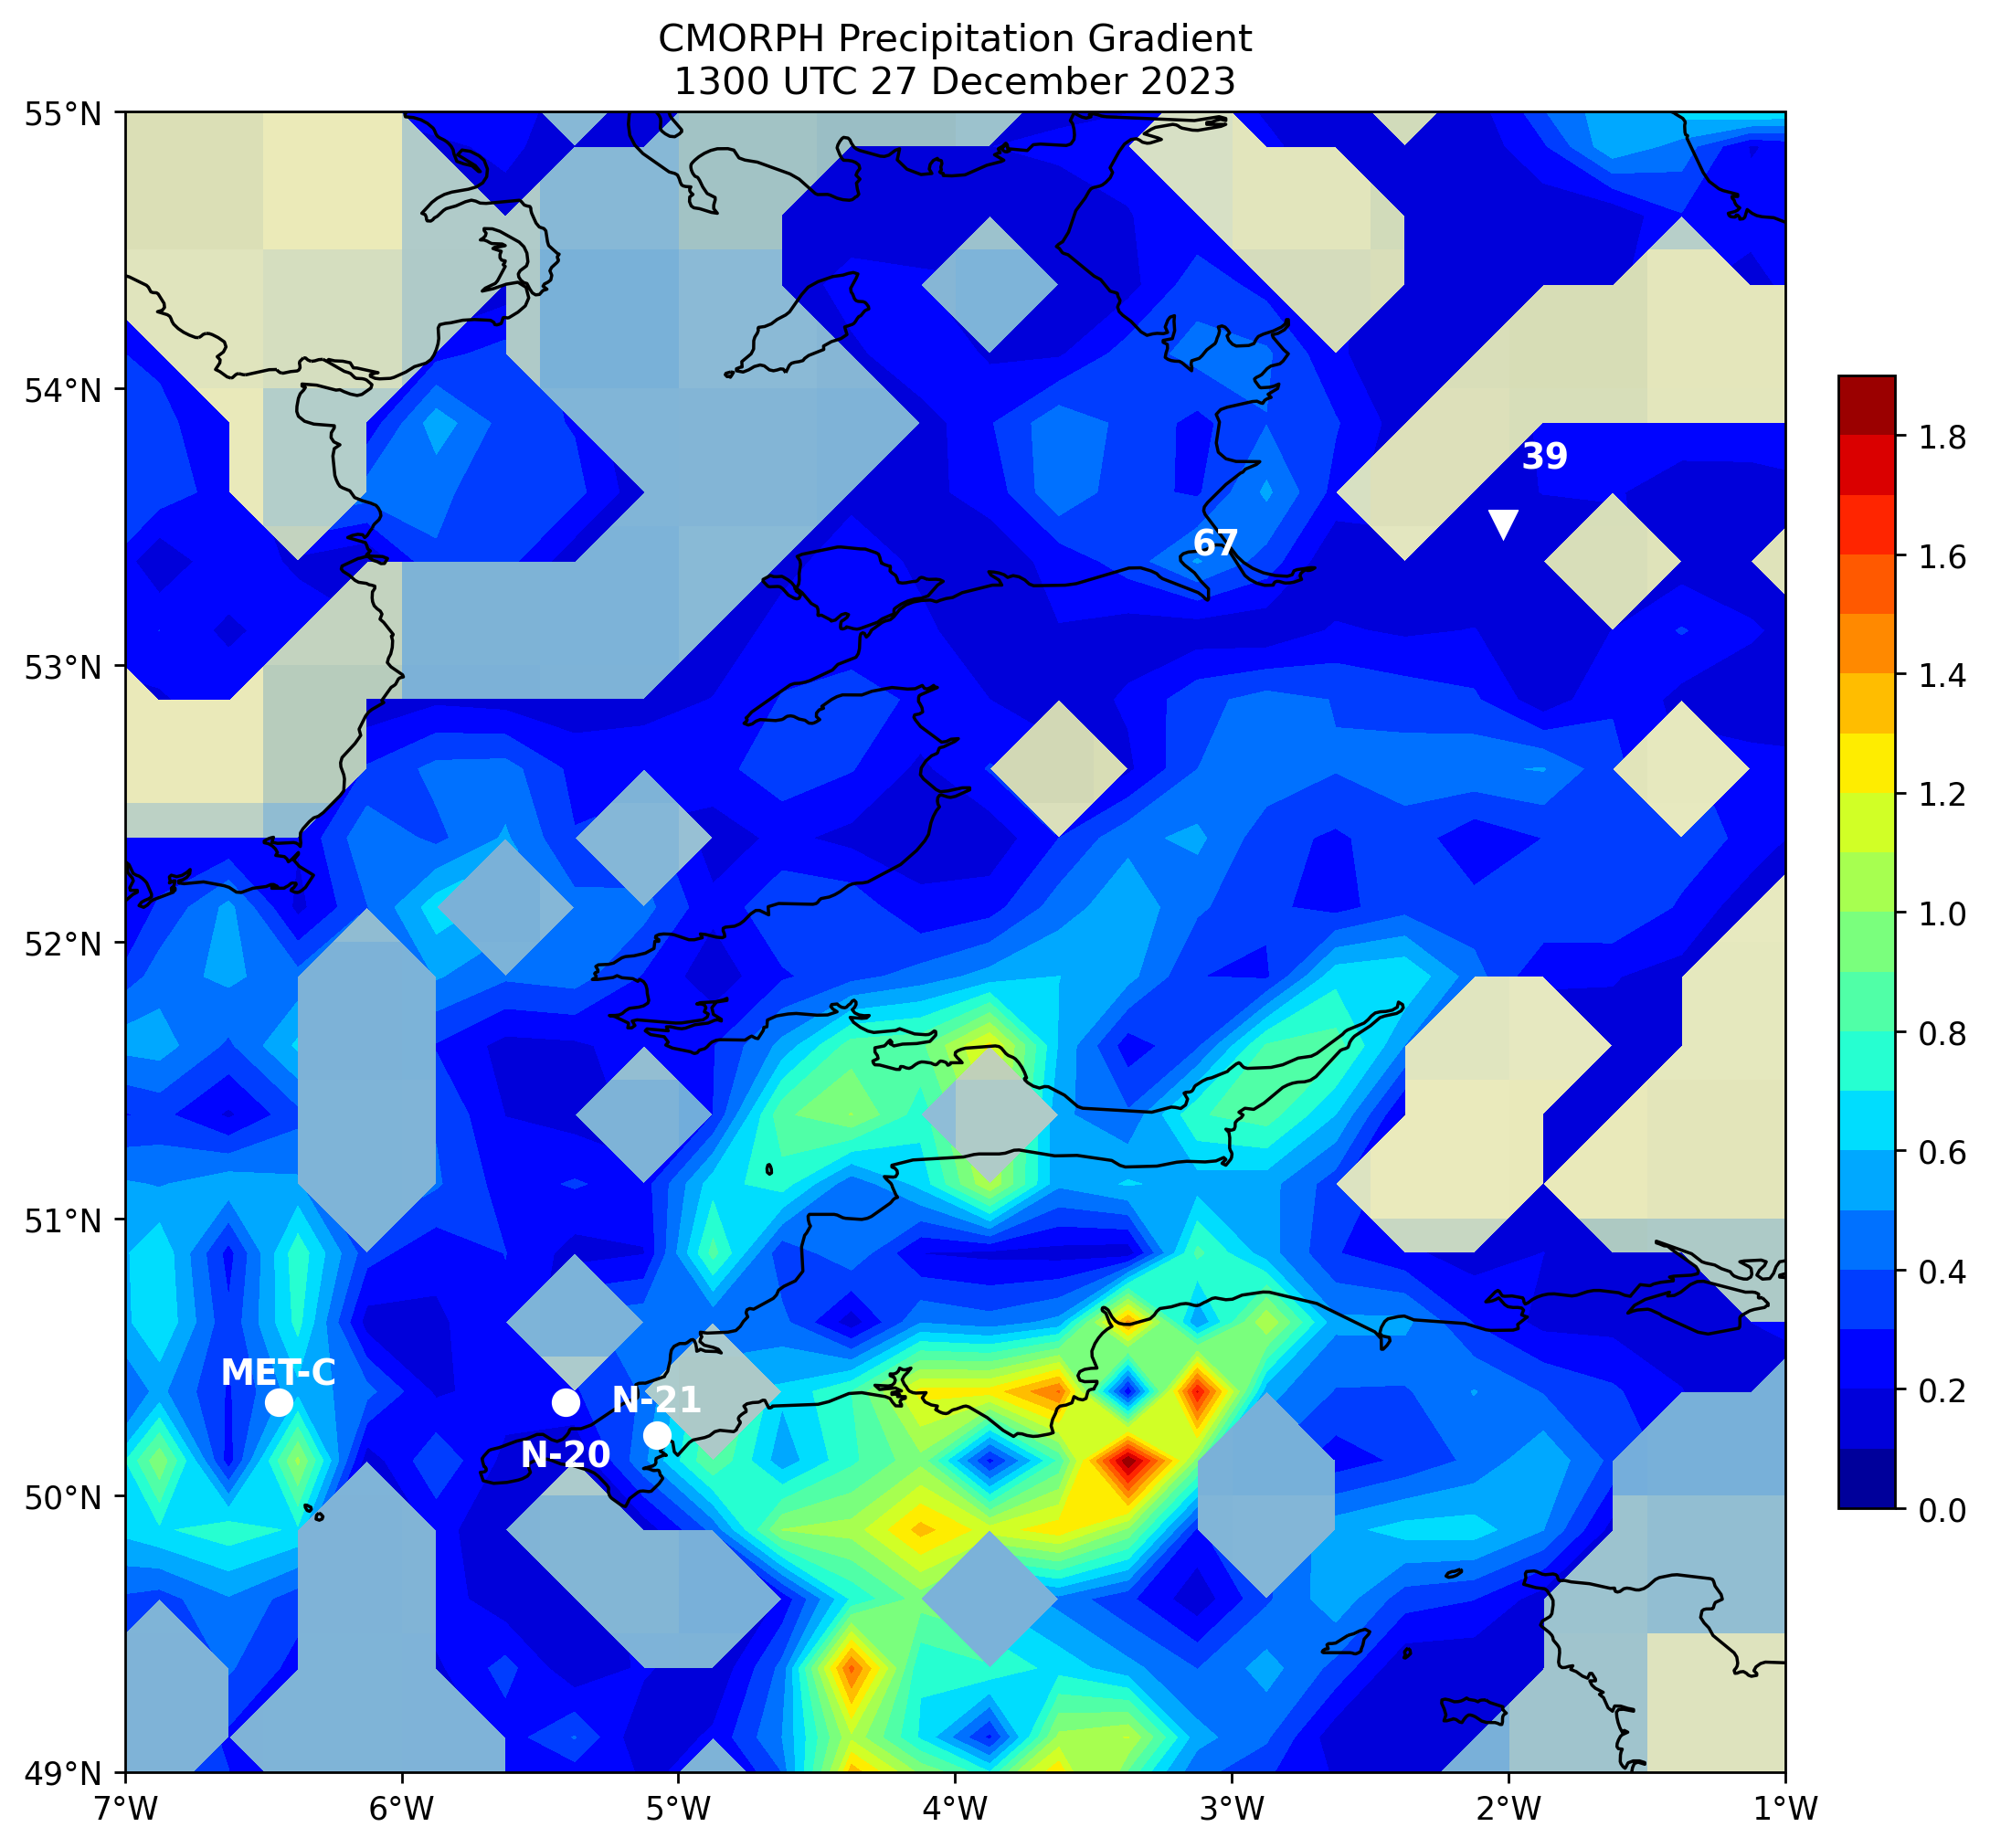 CMORPH Precipitation Gradient
1300 UTC 27 December 2023
55°N
54°N
53°N
52°N
51°N
50°N
49°N
39
67
MET-C
N-21
N-20
7°W
6°W
5°W
4°W
3°W
2°W
1°W
1.8
1.6
1.4
1.2
1.0
0.8
0.6
0.4
0.2
0.0